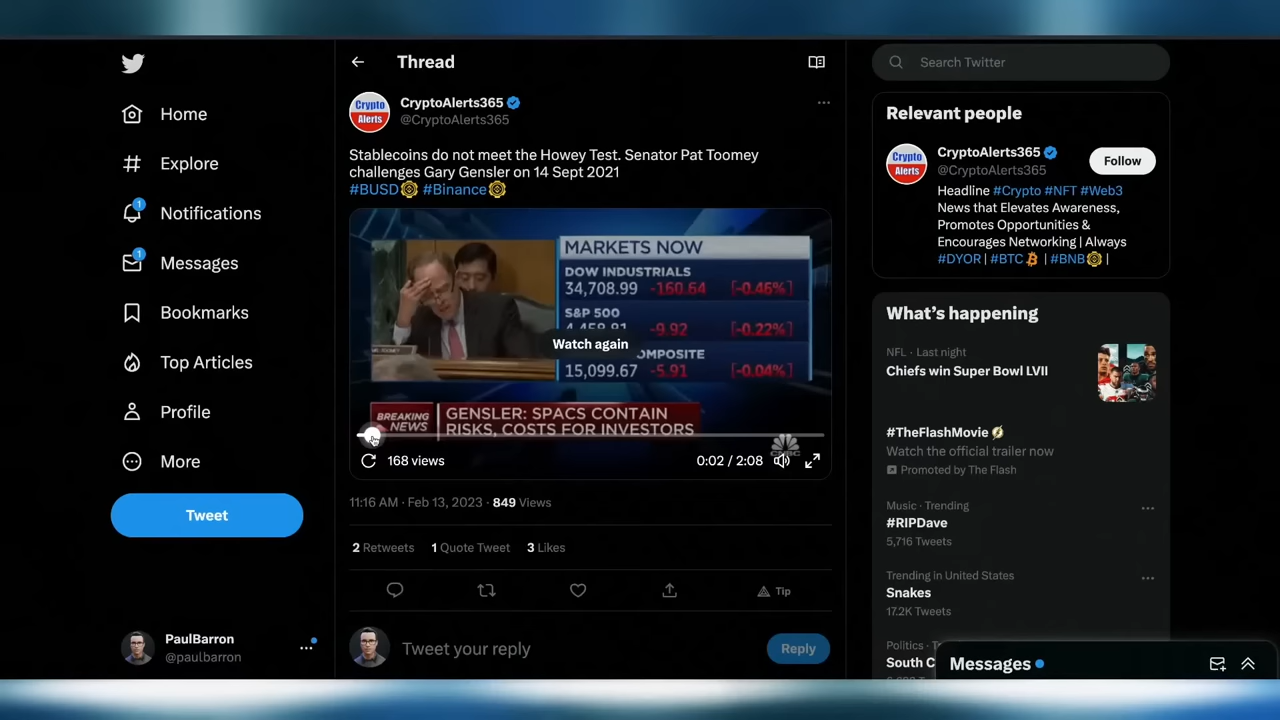 Home
Explore
1
Notifications
1
Messages
Bookmarks
Top Articles
Profile
More
Tweet
PaulBarron
@paulbarron
Thread
Crypto
Alerts
CryptoAlerts365
@CryptoAlerts365
Stablecoins do not meet the Howey Test. Senator Pat Toomey
challenges Gary Gensler on 14 Sept 2021
#BUSD #Binance
MARKETS NOW
DOW INDUSTRIALS
34,708.99 -160.64 [-0.46%]
S&P 500
-9.92 [-0.22%]
Watch again
15,099.67 -5.91 [-0.04%]
BREAKING
NEWS
GENSLER: SPACS CONTAIN
RISKS, COSTS FOR INVESTORS
168 views
0:02 / 2:08
11:16 AM · Feb 13, 2023 · 849 Views
2 Retweets 1 Quote Tweet 3 Likes
Tip
Tweet your reply
Reply
Search Twitter
Relevant people
Crypto
Alerts
CryptoAlerts365
@CryptoAlerts365
Follow
Headline #Crypto #NFT #Web3
News that Elevates Awareness,
Promotes Opportunities &
Encourages Networking | Always
#DYOR | #BTC | #BNB |
What's happening
NFL · Last night
Chiefs win Super Bowl LVII
#TheFlashMovie
Watch the official trailer now
Promoted by The Flash
Music · Trending
#RIPDave
5,716 Tweets
Trending in United States
Snakes
17.2K Tweets
Politics ·
South
Messages